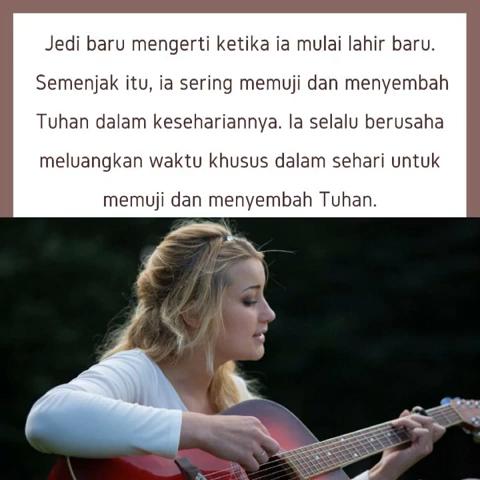 Jedi baru mengerti ketika ia mulai lahir baru.
Semenjak itu, ia sering memuji dan menyembah
Tuhan dalam kesehariannya. Ia selalu berusaha
meluangkan waktu khusus dalam sehari untuk
memuji dan menyembah Tuhan.